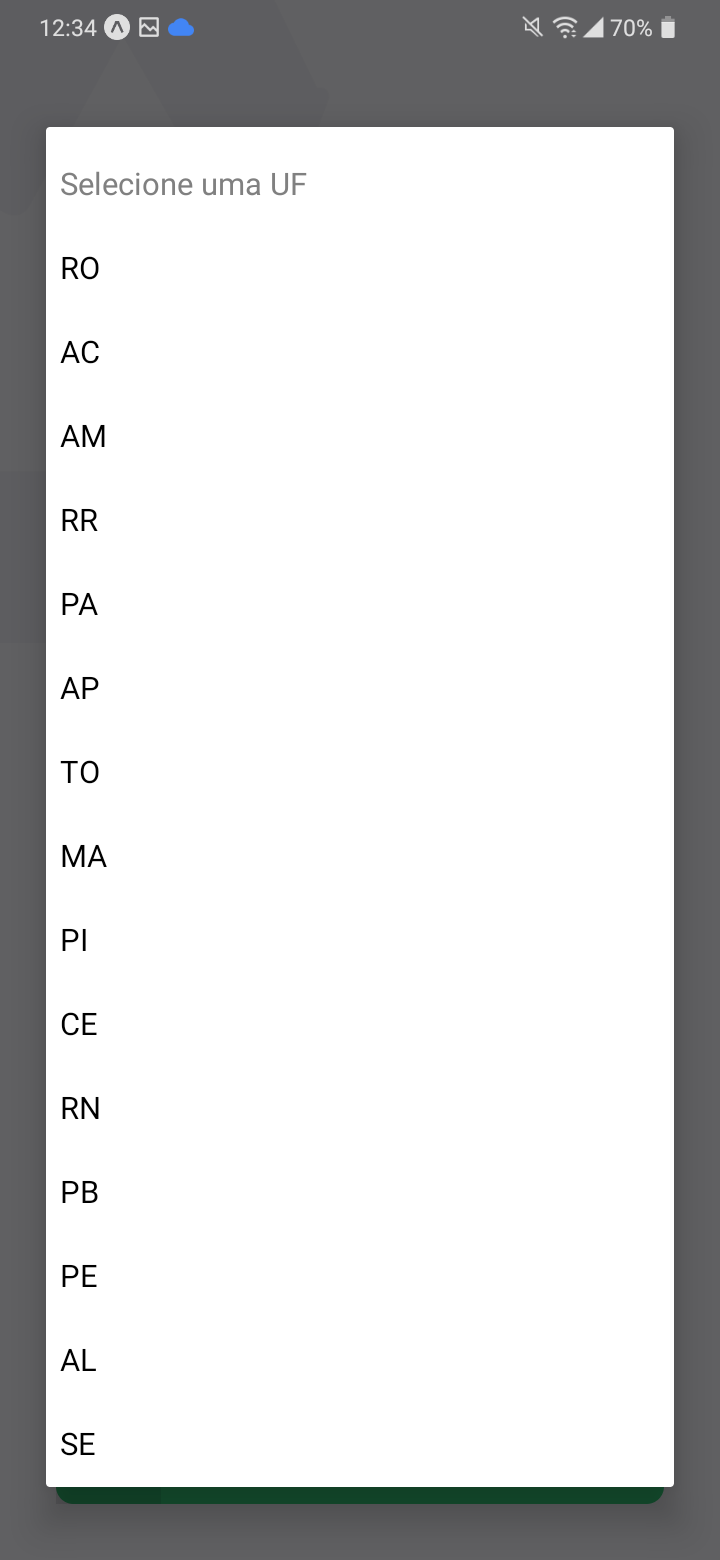 12:34
70%
Selecione uma UF
RO
AC
AM
RR
PA
AP
TO
MA
PI
CE
RN
PB
PE
AL
SE